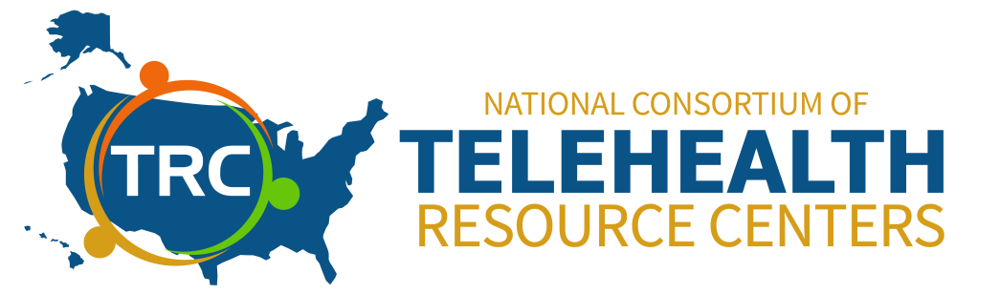 TRC
NATIONAL CONSORTIUM OF
TELEHEALTH
RESOURCE CENTERS